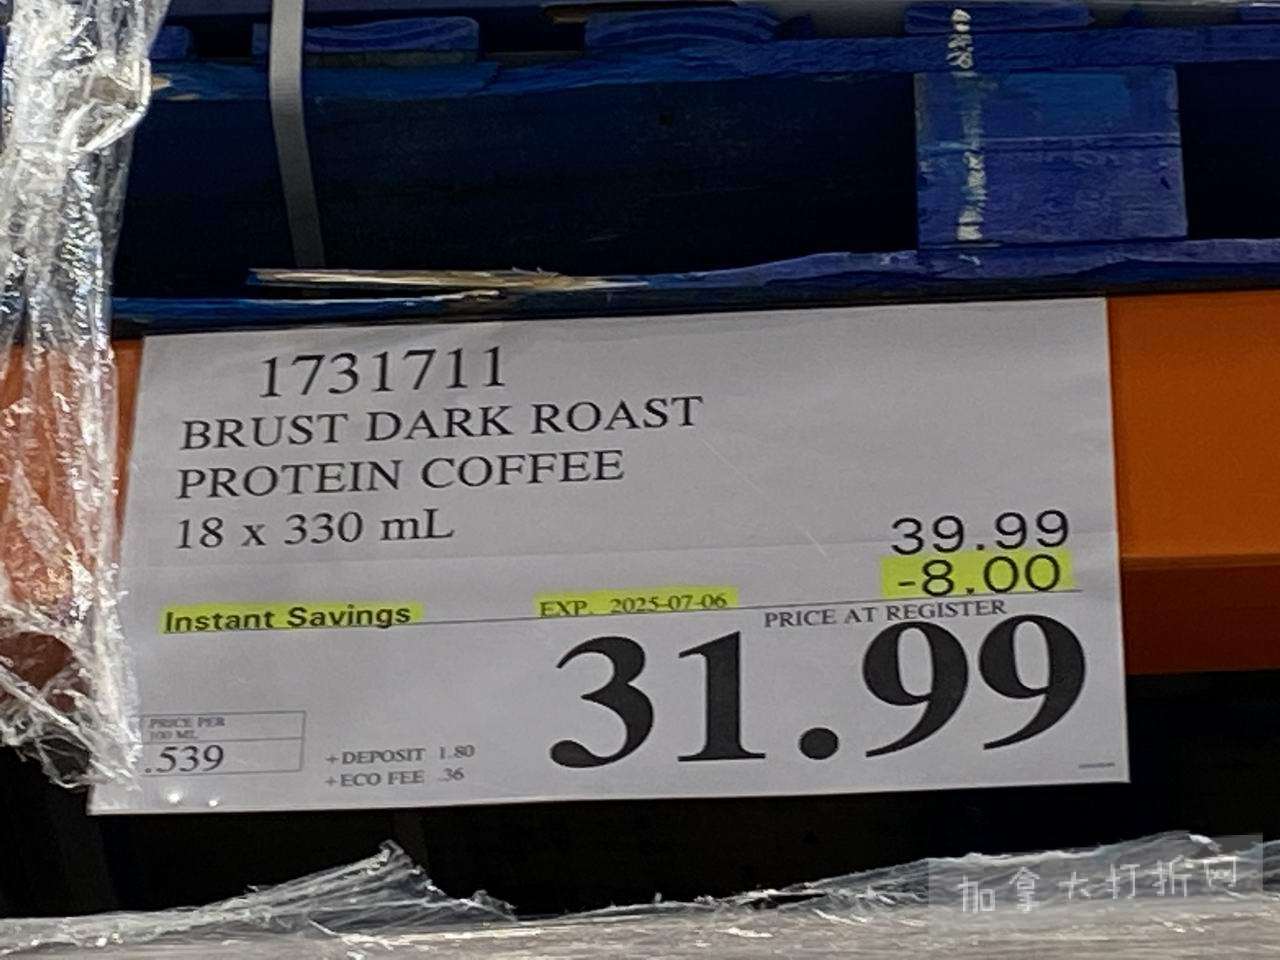 1731711
BRUST DARK ROAST
PROTEIN COFFEE
18 x 330 mL
39.99
-8.00
Instant Savings
EXP. 2025-07-06
PRICE AT REGISTER
31.99
PRICE PER
100 ML
.539
+DEPOSIT 1.80
+ECO FEE .36
加拿大打折网